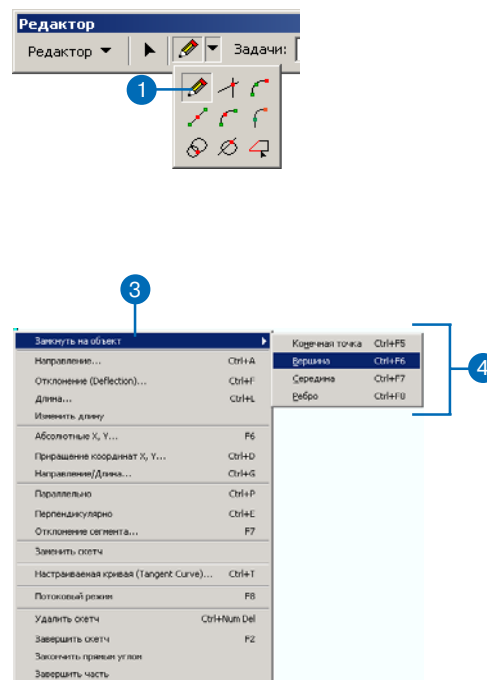 Редактор
Редактор
Задачи:
1
3
Замкнуть на объект
Конечная точка Ctrl+F5
Направление... Ctrl+A
Вершина Ctrl+F6
4
Отклонение (Deflection)... Ctrl+F
Середина Ctrl+F7
Длина... Ctrl+L
Ребро Ctrl+F8
Изменить длину
Абсолютные X, Y... F6
Приращение координат X, Y... Ctrl+D
Направление/Длина... Ctrl+G
Параллельно Ctrl+P
Перпендикулярно Ctrl+E
Отклонение сегмента... F7
Заменить скетч
Настраиваемая кривая (Tangent Curve)... Ctrl+T
Потоковый режим F8
Удалить скетч Ctrl+Num Del
Завершить скетч F2
Закончить прямым углом
Завершить часть